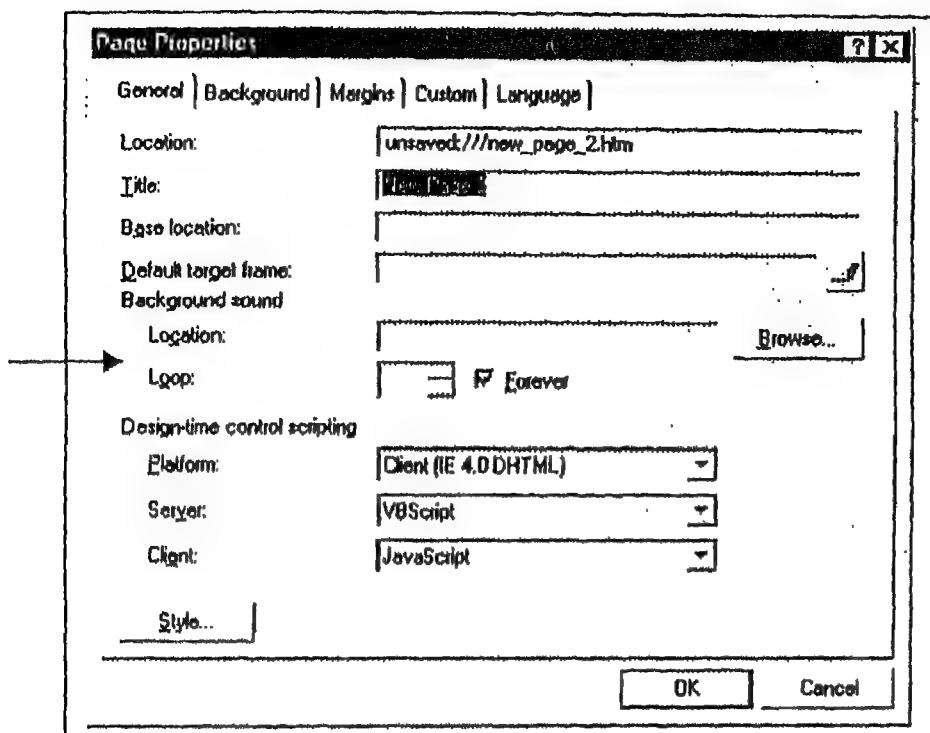 Page Properties ? X
General Background Margins Custom Language
Location: unsaved:///new_page_2.htm
Title:
Base location:
Default target frame:
Background sound
Location: Browse...
Loop: Forever
Design-time control scripting
Platform: Client (IE 4.0 DHTML)
Server: VBScript
Client: JavaScript
Style...
OK Cancel